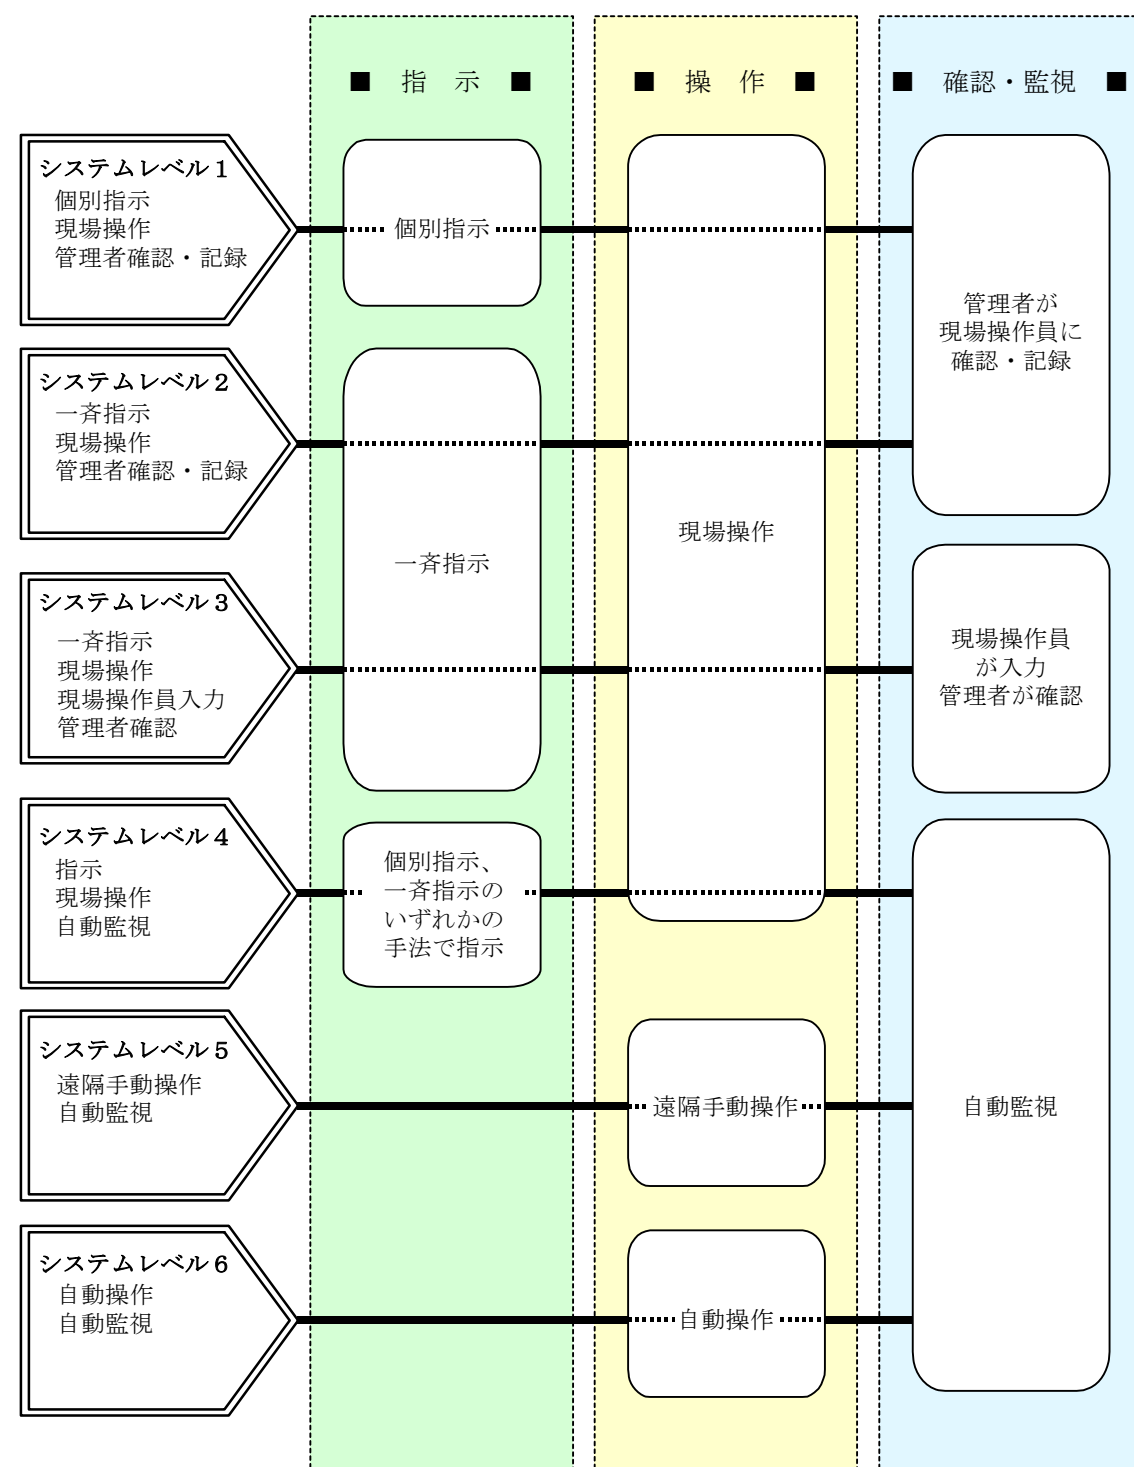 ■ 指 示 ■
■ 操 作 ■
■ 確認・監視 ■
システムレベル１
個別指示
現場操作
管理者確認・記録
個別指示
管理者が
現場操作員に
確認・記録
システムレベル２
一斉指示
現場操作
管理者確認・記録
一斉指示
現場操作
システムレベル３
一斉指示
現場操作
現場操作員入力
管理者確認
現場操作員
が入力
管理者が確認
システムレベル４
指示
現場操作
自動監視
個別指示、
一斉指示の
いずれかの
手法で指示
システムレベル５
遠隔手動操作
自動監視
遠隔手動操作
自動監視
システムレベル６
自動操作
自動監視
自動操作